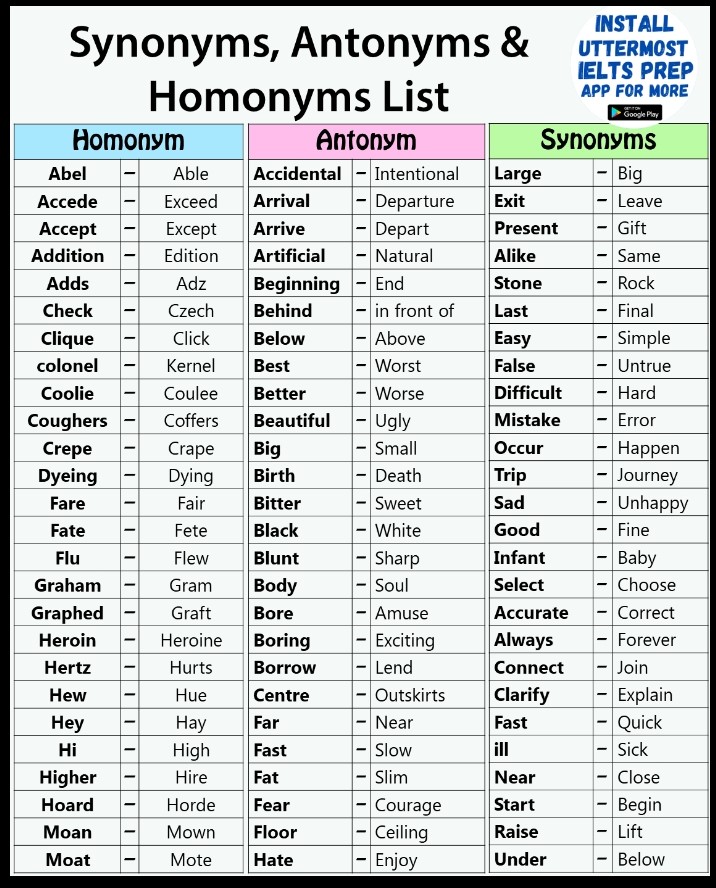 Synonyms, Antonyms &
Homonyms List
INSTALL
UTTERMOST
IELTS PREP
APP FOR MORE
GET IT ON
Google Play
Homonym Antonym Synonyms
Abel – Able Accidental – Intentional Large – Big
Accede – Exceed Arrival – Departure Exit – Leave
Accept – Except Arrive – Depart Present – Gift
Addition – Edition Artificial – Natural Alike – Same
Adds – Adz Beginning – End Stone – Rock
Check – Czech Behind – in front of Last – Final
Clique – Click Below – Above Easy – Simple
colonel – Kernel Best – Worst False – Untrue
Coolie – Coulee Better – Worse Difficult – Hard
Coughers – Coffers Beautiful – Ugly Mistake – Error
Crepe – Crape Big – Small Occur – Happen
Dyeing – Dying Birth – Death Trip – Journey
Fare – Fair Bitter – Sweet Sad – Unhappy
Fate – Fete Black – White Good – Fine
Flu – Flew Blunt – Sharp Infant – Baby
Graham – Gram Body – Soul Select – Choose
Graphed – Graft Bore – Amuse Accurate – Correct
Heroin – Heroine Boring – Exciting Always – Forever
Hertz – Hurts Borrow – Lend Connect – Join
Hew – Hue Centre – Outskirts Clarify – Explain
Hey – Hay Far – Near Fast – Quick
Hi – High Fast – Slow ill – Sick
Higher – Hire Fat – Slim Near – Close
Hoard – Horde Fear – Courage Start – Begin
Moan – Mown Floor – Ceiling Raise – Lift
Moat – Mote Hate – Enjoy Under – Below